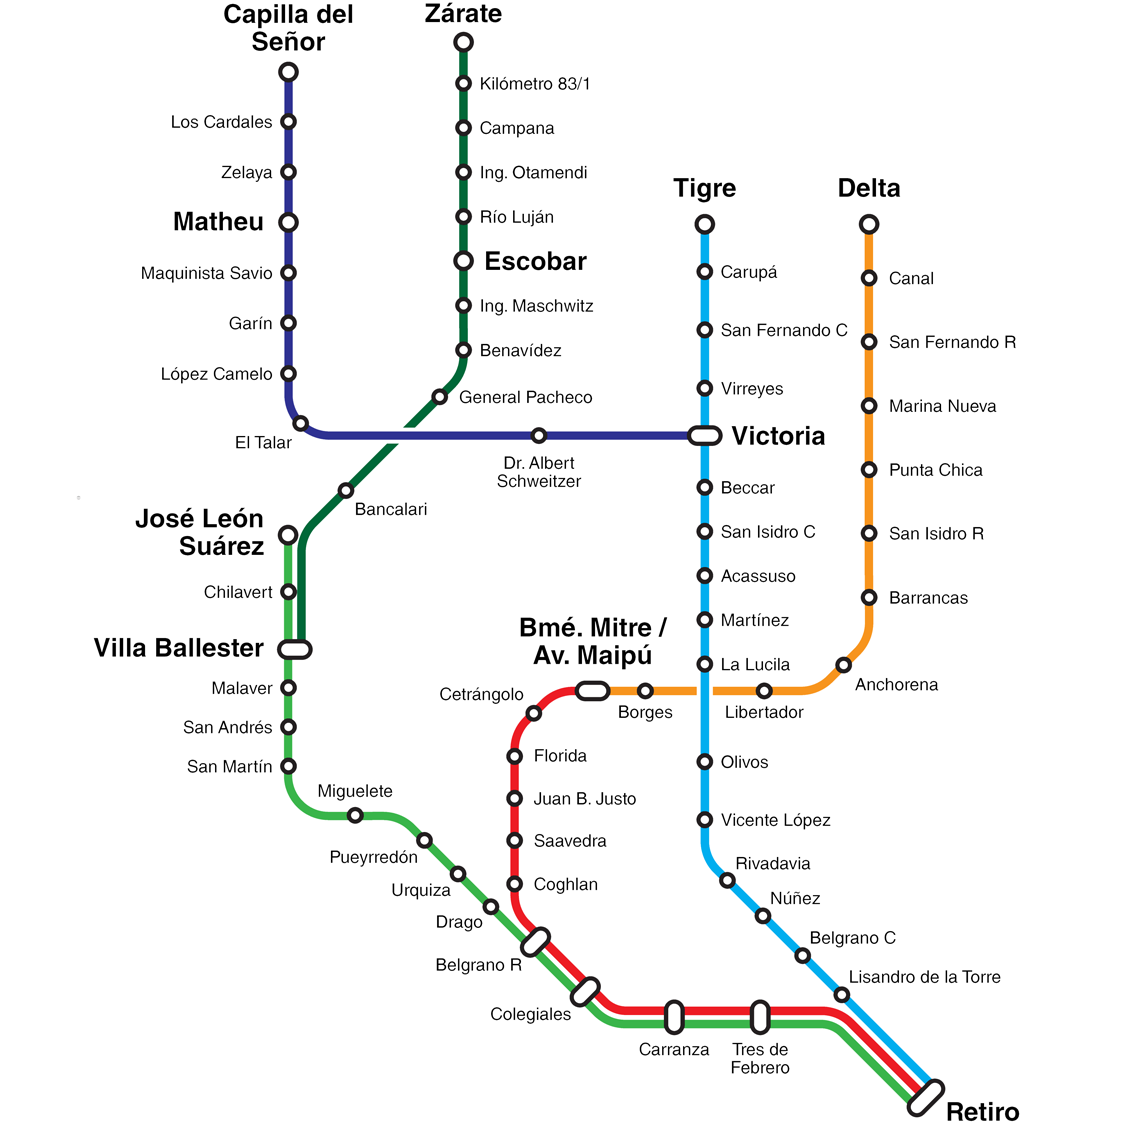 Capilla del
Señor
Zárate
Kilómetro 83/1
Los Cardales
Campana
Zelaya
Ing. Otamendi
Tigre
Delta
Matheu
Río Luján
Escobar
Maquinista Savio
Carupá
Canal
Ing. Maschwitz
Garín
San Fernando C
San Fernando R
Benavídez
López Camelo
Virreyes
General Pacheco
Marina Nueva
El Talar
Victoria
Dr. Albert
Schweitzer
Punta Chica
Beccar
Bancalari
José León
Suárez
San Isidro C
San Isidro R
Acassuso
Chilavert
Barrancas
Martínez
Bmé. Mitre /
Av. Maipú
Villa Ballester
La Lucila
Malaver
Cetrángolo
Anchorena
Borges
Libertador
San Andrés
Florida
San Martín
Olivos
Miguelete
Juan B. Justo
Vicente López
Saavedra
Pueyrredón
Rivadavia
Urquiza
Coghlan
Núñez
Drago
Belgrano C
Belgrano R
Lisandro de la Torre
Colegiales
Carranza
Tres de
Febrero
Retiro